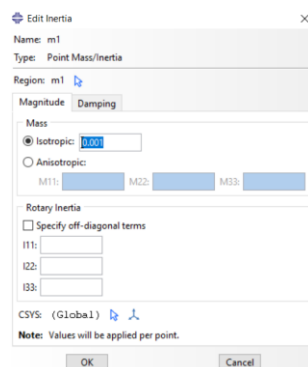 Edit Inertia
Name: m1
Type: Point Mass/Inertia
Region: m1
Magnitude Damping
Mass
Isotropic: 0.001
Anisotropic:
M11: M22: M33:
Rotary Inertia
Specify off-diagonal terms
I11:
I22:
I33:
CSYS: (Global)
Note: Values will be applied per point.
OK Cancel